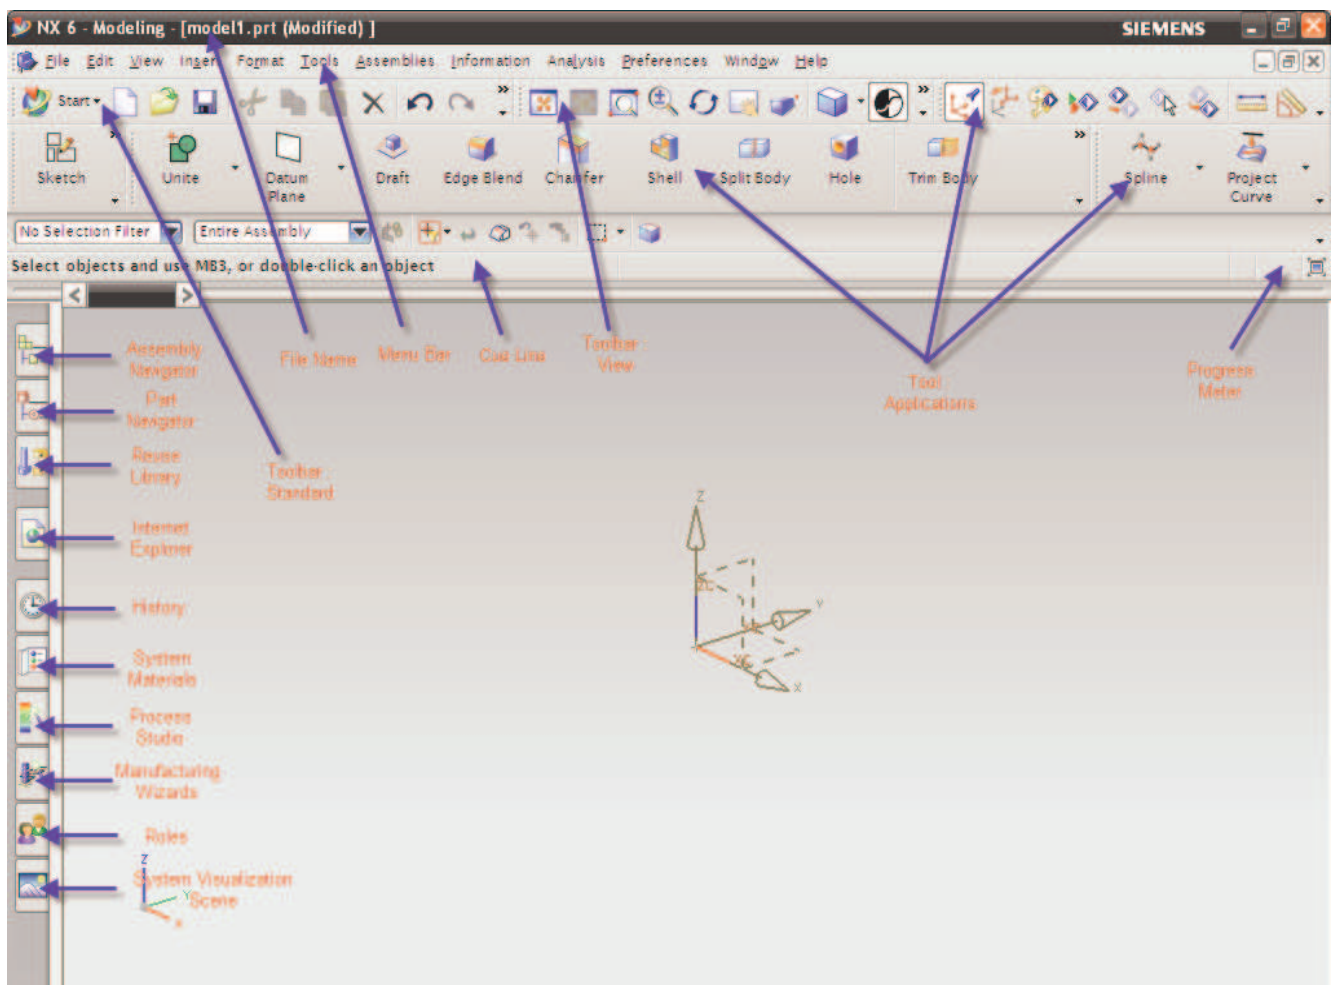 NX 6 - Modeling - [model1.prt (Modified) ]
SIEMENS
File Edit View Insert Format Tools Assemblies Information Analysis Preferences Window Help
Start
Sketch Unite Datum Plane Draft Edge Blend Chamfer Shell Split Body Hole Trim Body Spline Project Curve
No Selection Filter Entire Assembly
Select objects and use MB3, or double-click an object
Assembly
Navigator
File Name
Menu Bar
Cue Line
Toolbar
View
Tool
Applications
Progress
Meter
Part
Navigator
Reuse
Library
Toolbar
Standard
Internet
Explorer
History
System
Materials
Process
Studio
Manufacturing
Wizards
Roles
System Visualization
Scene
Z
ZC
Y
X
Z
Y
X